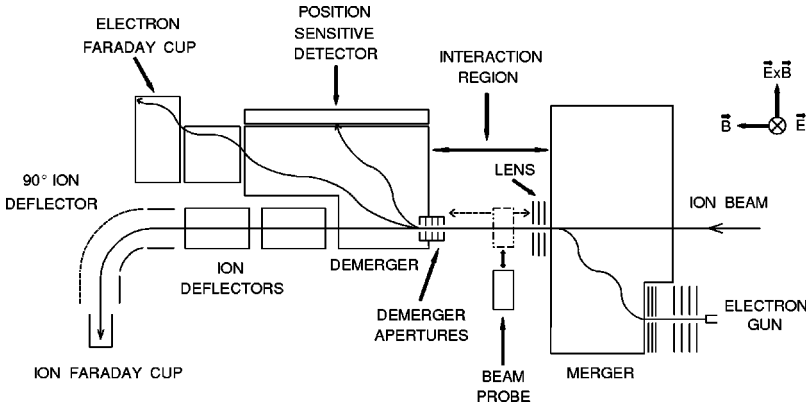 ELECTRON
FARADAY CUP
POSITION
SENSITIVE
DETECTOR
INTERACTION
REGION
ExB
B
E
LENS
90° ION
DEFLECTOR
ION BEAM
ION
DEFLECTORS
DEMERGER
DEMERGER
APERTURES
ELECTRON
GUN
ION FARADAY CUP
BEAM
PROBE
MERGER